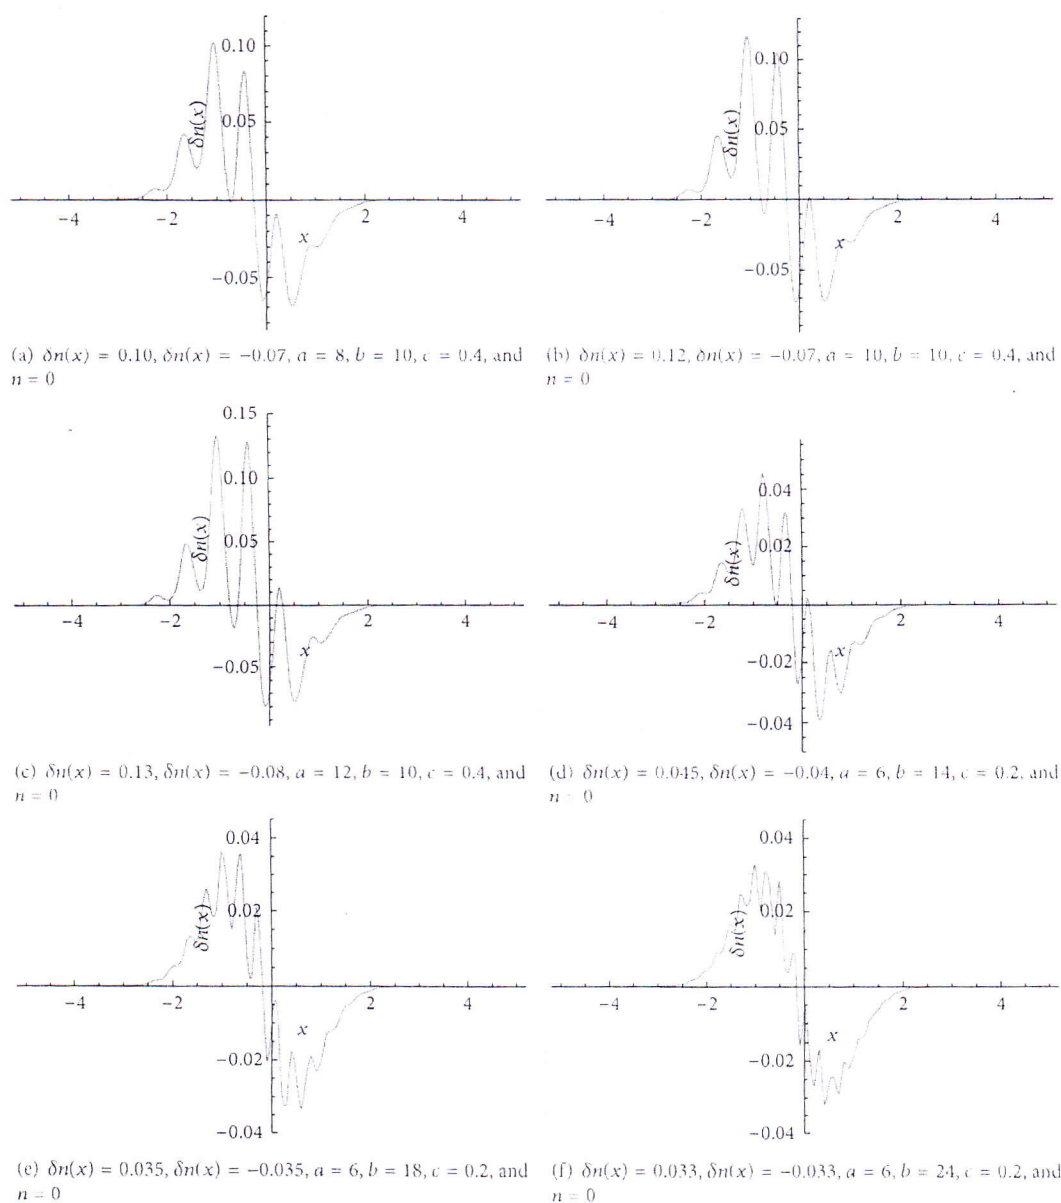 0.10
δn(x)
0.05
−4 −2 2 4
x
−0.05
(a) δn(x) = 0.10, δn(x) = −0.07, a = 8, b = 10, c = 0.4, and
n = 0
0.10
δn(x)
0.05
−4 −2 2 4
x
−0.05
(b) δn(x) = 0.12, δn(x) = −0.07, a = 10, b = 10, c = 0.4, and
n = 0
0.15
0.10
δn(x)
0.05
−4 −2 2 4
x
−0.05
(c) δn(x) = 0.13, δn(x) = −0.08, a = 12, b = 10, c = 0.4, and
n = 0
0.04
δn(x)
0.02
−4 −2 2 4
x
−0.02
−0.04
(d) δn(x) = 0.045, δn(x) = −0.04, a = 6, b = 14, c = 0.2, and
n = 0
0.04
δn(x)
0.02
−4 −2 2 4
x
−0.02
−0.04
(e) δn(x) = 0.035, δn(x) = −0.035, a = 6, b = 18, c = 0.2, and
n = 0
0.04
δn(x)
0.02
−4 −2 2 4
x
−0.02
−0.04
(f) δn(x) = 0.033, δn(x) = −0.033, a = 6, b = 24, c = 0.2, and
n = 0